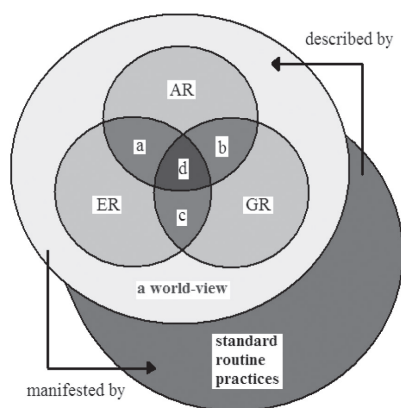 described by
AR
a
b
d
ER
GR
c
a world-view
standard
routine
practices
manifested by